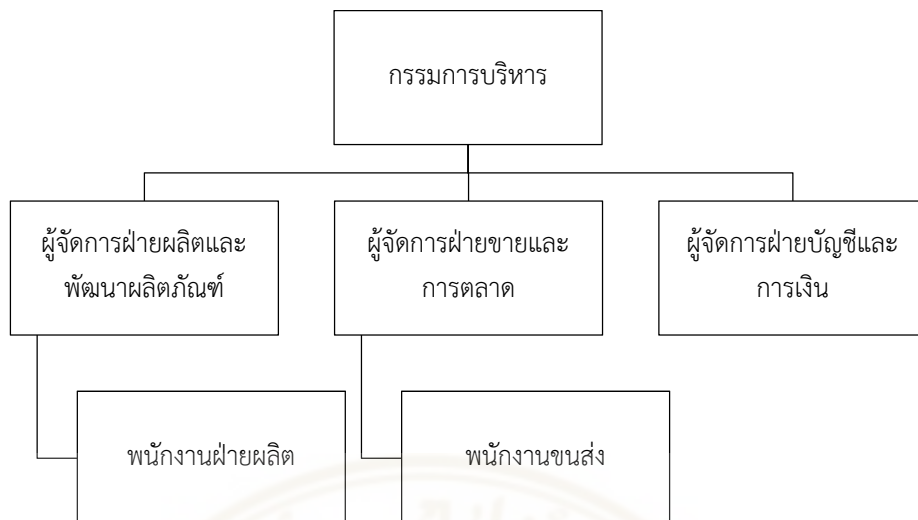 กรรมการบริหาร
ผู้จัดการฝ่ายผลิตและ
พัฒนาผลิตภัณฑ์
ผู้จัดการฝ่ายขายและ
การตลาด
ผู้จัดการฝ่ายบัญชีและ
การเงิน
พนักงานฝ่ายผลิต
พนักงานขนส่ง